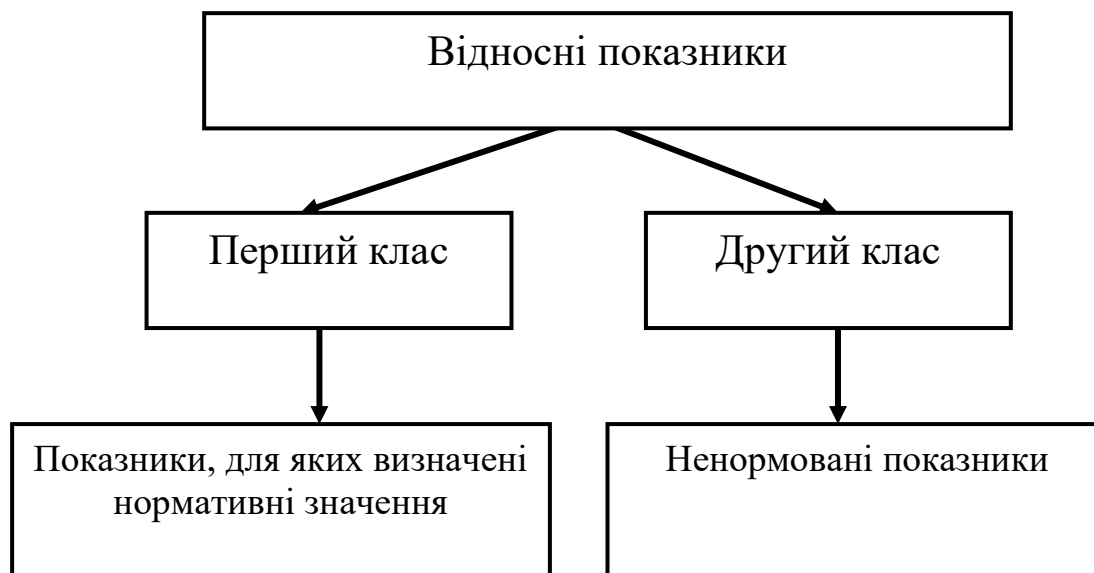 Відносні показники
Перший клас
Другий клас
Показники, для яких визначені
нормативні значення
Ненормовані показники